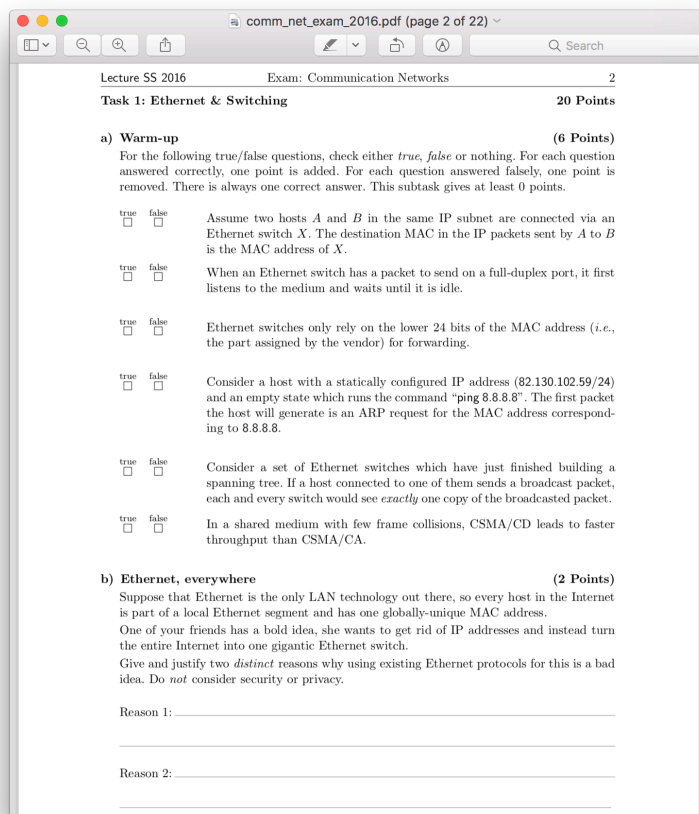 comm_net_exam_2016.pdf (page 2 of 22)
Search
Lecture SS 2016 Exam: Communication Networks 2
Task 1: Ethernet & Switching 20 Points
a) Warm-up (6 Points)
For the following true/false questions, check either true, false or nothing. For each question
answered correctly, one point is added. For each question answered falsely, one point is
removed. There is always one correct answer. This subtask gives at least 0 points.
true false
Assume two hosts A and B in the same IP subnet are connected via an
Ethernet switch X. The destination MAC in the IP packets sent by A to B
is the MAC address of X.
true false
When an Ethernet switch has a packet to send on a full-duplex port, it first
listens to the medium and waits until it is idle.
true false
Ethernet switches only rely on the lower 24 bits of the MAC address (i.e.,
the part assigned by the vendor) for forwarding.
true false
Consider a host with a statically configured IP address (82.130.102.59/24)
and an empty state which runs the command “ping 8.8.8.8”. The first packet
the host will generate is an ARP request for the MAC address correspond-
ing to 8.8.8.8.
true false
Consider a set of Ethernet switches which have just finished building a
spanning tree. If a host connected to one of them sends a broadcast packet,
each and every switch would see exactly one copy of the broadcasted packet.
true false
In a shared medium with few frame collisions, CSMA/CD leads to faster
throughput than CSMA/CA.
b) Ethernet, everywhere (2 Points)
Suppose that Ethernet is the only LAN technology out there, so every host in the Internet
is part of a local Ethernet segment and has one globally-unique MAC address.
One of your friends has a bold idea, she wants to get rid of IP addresses and instead turn
the entire Internet into one gigantic Ethernet switch.
Give and justify two distinct reasons why using existing Ethernet protocols for this is a bad
idea. Do not consider security or privacy.
Reason 1:
Reason 2: